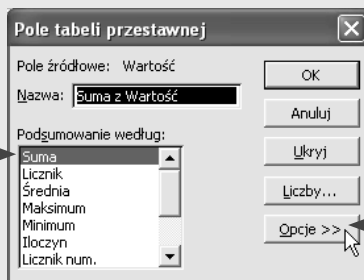 Pole tabeli przestawnej
Pole źródłowe: Wartość
Nazwa: Suma z Wartość
Podsumowanie według:
Suma
Licznik
Średnia
Maksimum
Minimum
Iloczyn
Licznik num.
OK
Anuluj
Ukryj
Liczby...
Opcje >>